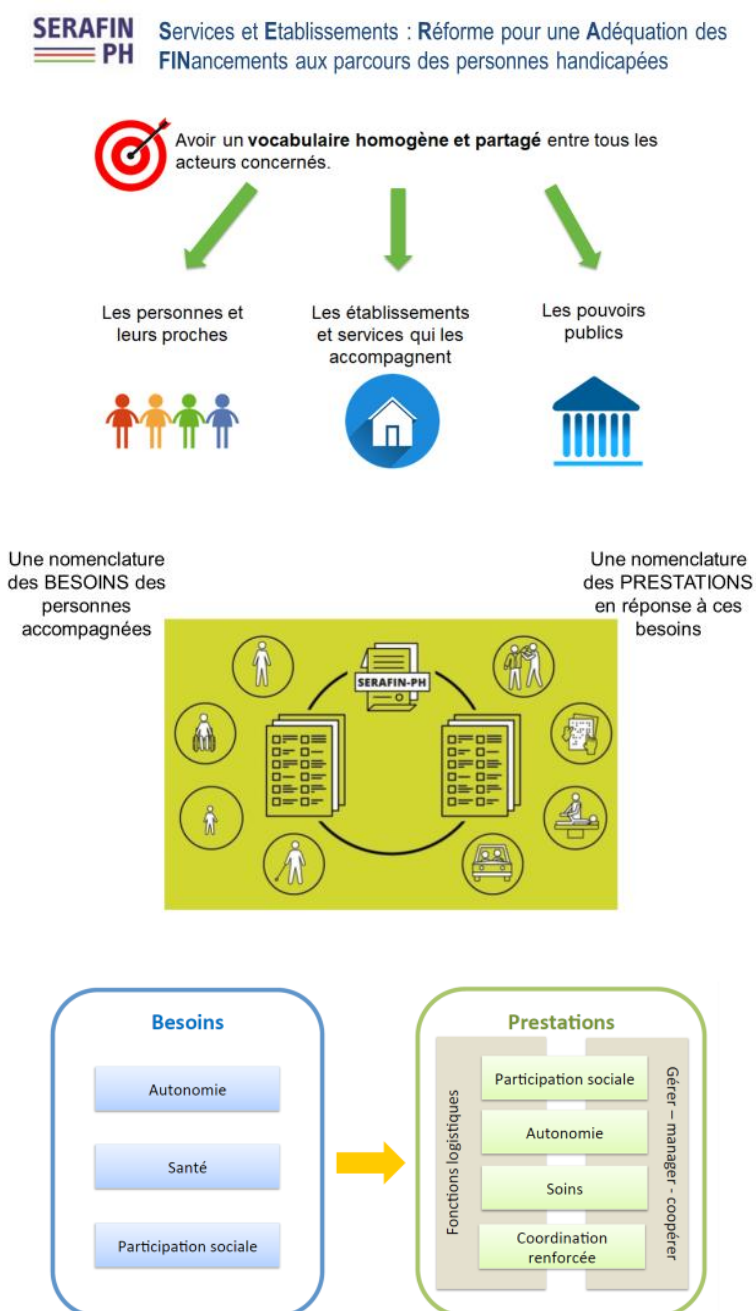 SERAFIN
PH
Services et Etablissements : Réforme pour une Adéquation des
FINancements aux parcours des personnes handicapées
Avoir un vocabulaire homogène et partagé entre tous les
acteurs concernés.
Les personnes et
leurs proches
Les établissements
et services qui les
accompagnent
Les pouvoirs
publics
Une nomenclature
des BESOINS des
personnes
accompagnées
Une nomenclature
des PRESTATIONS
en réponse à ces
besoins
SERAFIN-PH
Besoins
Autonomie
Santé
Participation sociale
Prestations
Fonctions logistiques
Participation sociale
Autonomie
Soins
Coordination
renforcée
Gérer – manager - coopérer